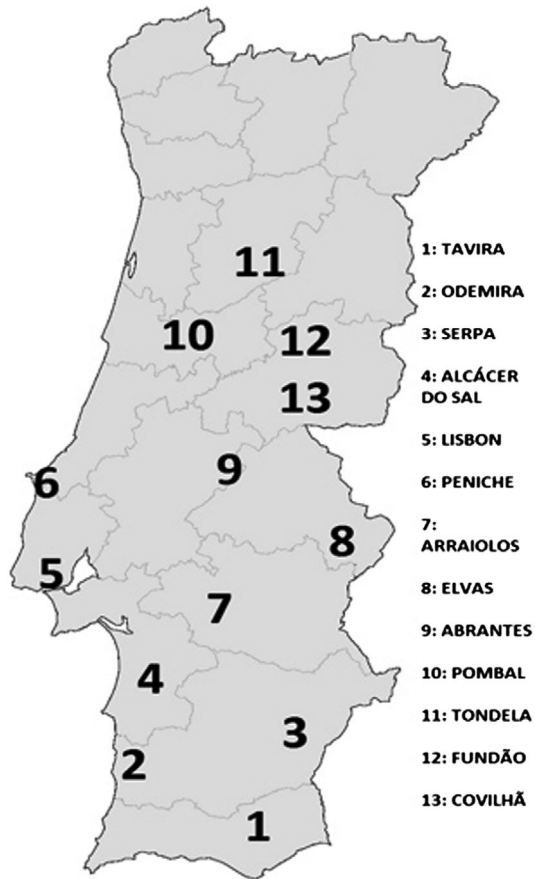 11
10
12
13
6
9
8
5
7
4
3
2
1
1: TAVIRA
2: ODEMIRA
3: SERPA
4: ALCÁCER
DO SAL
5: LISBON
6: PENICHE
7:
ARRAIOLOS
8: ELVAS
9: ABRANTES
10: POMBAL
11: TONDELA
12: FUNDÃO
13: COVILHÃ